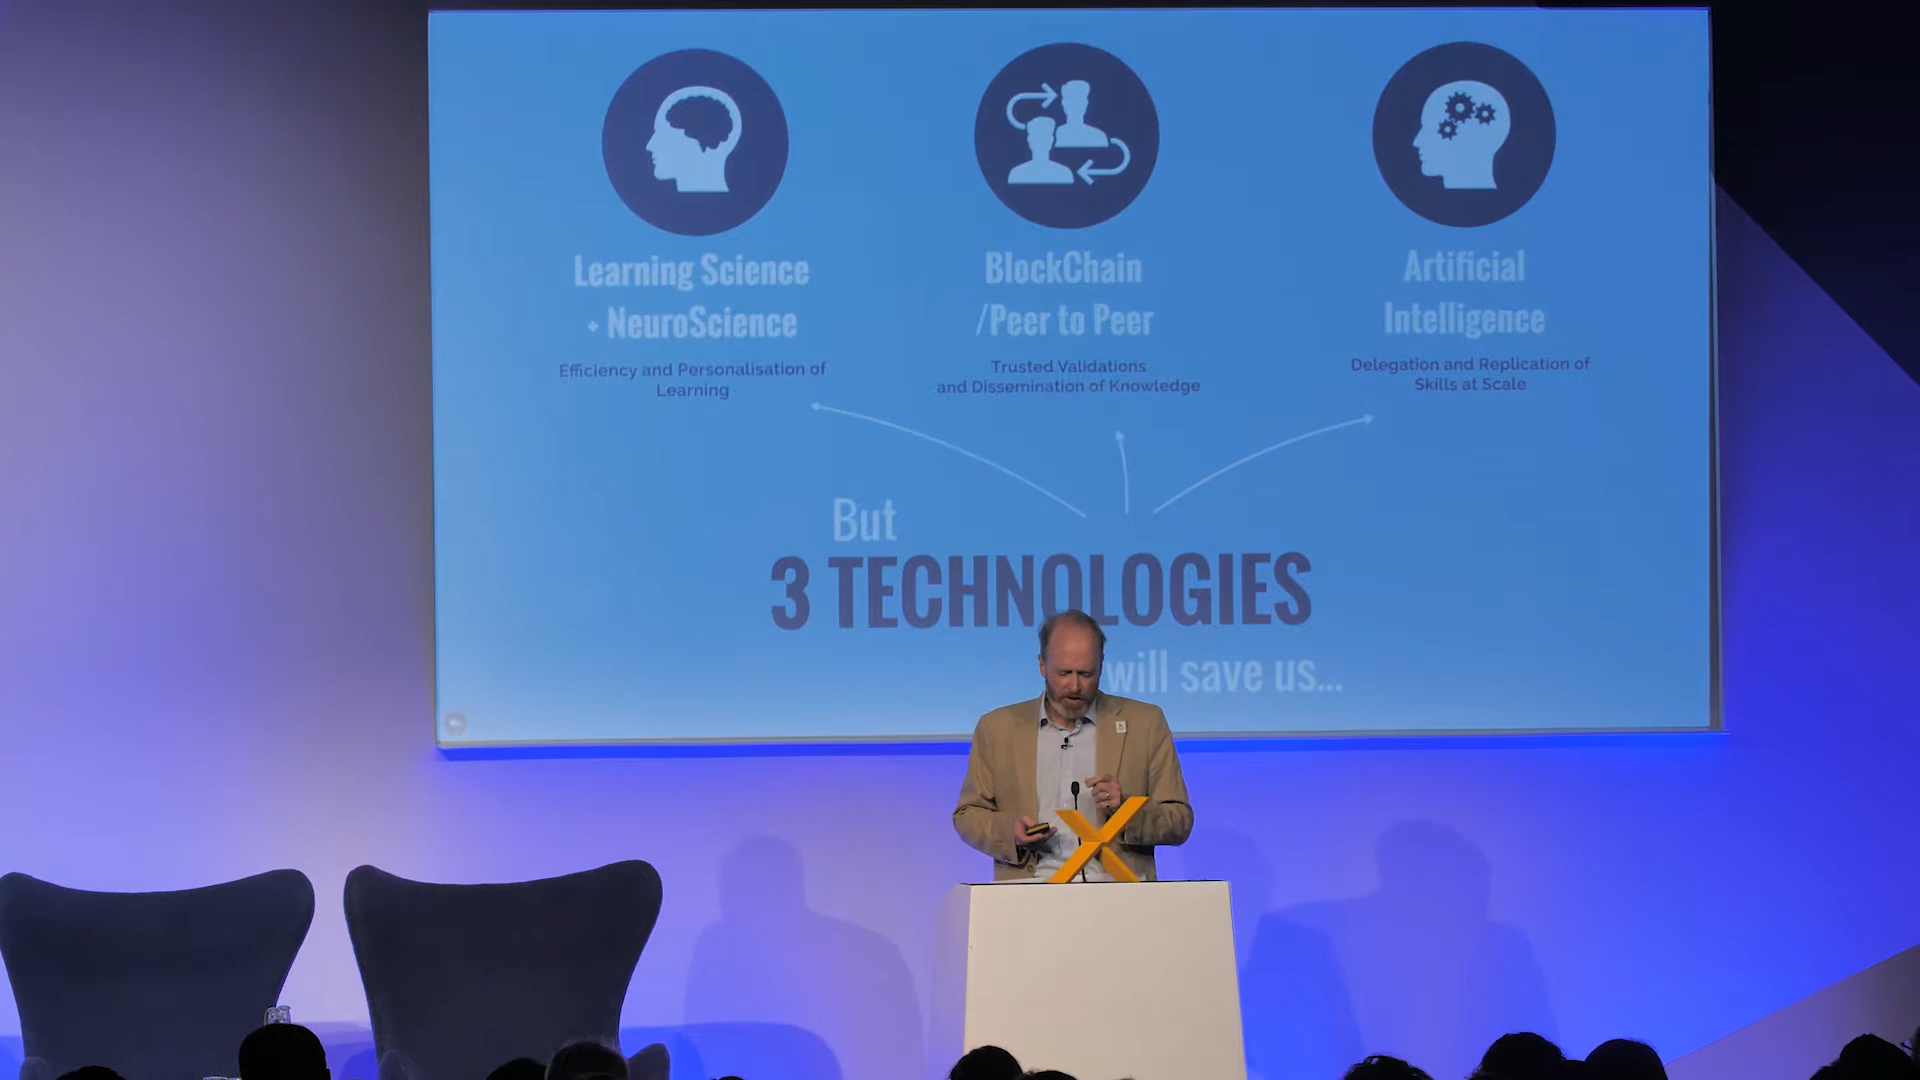 Learning Science
+ NeuroScience
Efficiency and Personalisation of
Learning
BlockChain
/Peer to Peer
Trusted Validations
and Dissemination of Knowledge
Artificial
Intelligence
Delegation and Replication of
Skills at Scale
But
3 TECHNOLOGIES
will save us...
X